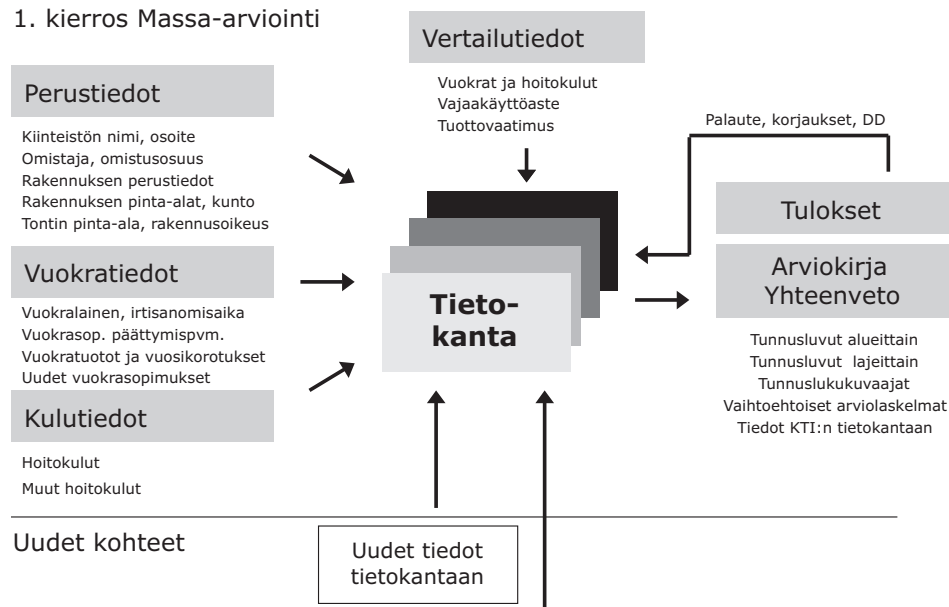 1. kierros Massa-arviointi
Vertailutiedot
Vuokrat ja hoitokulut
Vajaakäyttöaste
Tuottovaatimus
Perustiedot
Kiinteistön nimi, osoite
Omistaja, omistusosuus
Rakennuksen perustiedot
Rakennuksen pinta-alat, kunto
Tontin pinta-ala, rakennusoikeus
Vuokratiedot
Vuokralainen, irtisanomisaika
Vuokrasop. päättymispvm.
Vuokratuotot ja vuosikorotukset
Uudet vuokrasopimukset
Kulutiedot
Hoitokulut
Muut hoitokulut
Tieto-
kanta
Palaute, korjaukset, DD
Tulokset
Arviokirja
Yhteenveto
Tunnusluvut alueittain
Tunnusluvut lajeittain
Tunnuslukukuvaajat
Vaihtoehtoiset arviolaskelmat
Tiedot KTI:n tietokantaan
Uudet kohteet
Uudet tiedot
tietokantaan